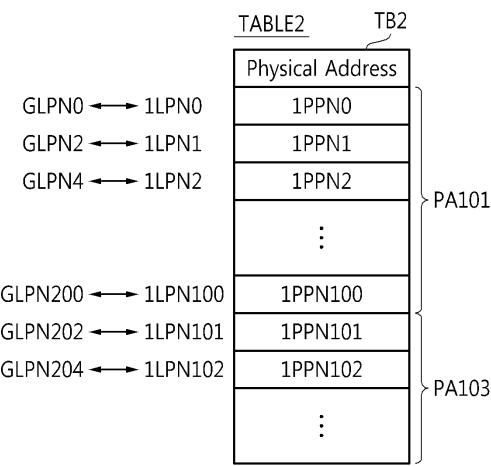 TABLE2
TB2
Physical Address
GLPN0 1LPN0 1PPN0
GLPN2 1LPN1 1PPN1
GLPN4 1LPN2 1PPN2
PA101
⋮
GLPN200 1LPN100 1PPN100
GLPN202 1LPN101 1PPN101
GLPN204 1LPN102 1PPN102
PA103
⋮